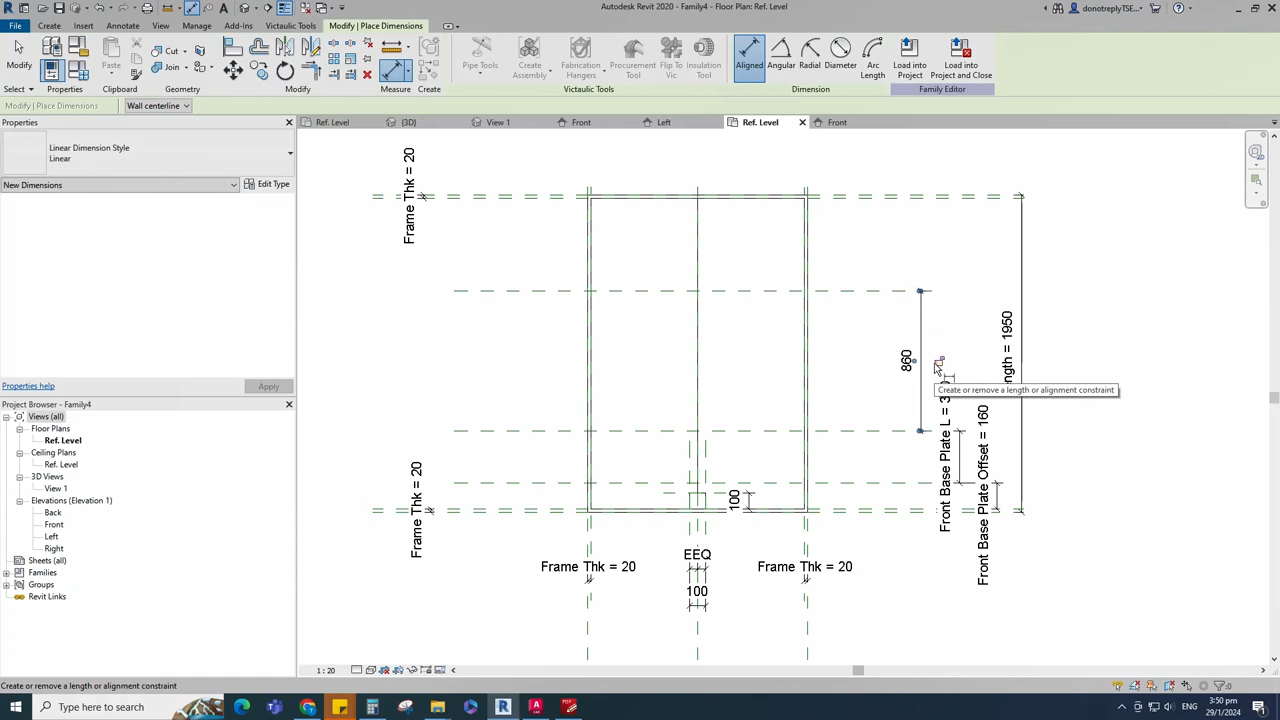 Autodesk Revit 2020 - Family4 - Floor Plan: Ref. Level
donotreplyTSE...
File
Create
Insert
Annotate
View
Manage
Add-Ins
Victaulic Tools
Modify | Place Dimensions
Modify
Paste
Cut
Join
Pipe Tools
Create Assembly
Fabrication Hangers
Procurement Tool
Flip To Vic
Insulation Tool
Aligned
Angular
Radial
Diameter
Arc Length
Load into Project
Load into Project and Close
Select
Properties
Clipboard
Geometry
Modify
Measure
Create
Victaulic Tools
Dimension
Family Editor
Modify | Place Dimensions
Wall centerline
Properties
Ref. Level
{3D}
View 1
Front
Left
Ref. Level
Front
Linear Dimension Style
Linear
New Dimensions
Edit Type
Properties help
Apply
Project Browser - Family4
Views (all)
Floor Plans
Ref. Level
Ceiling Plans
Ref. Level
3D Views
View 1
Elevations (Elevation 1)
Back
Front
Left
Right
Sheets (all)
Families
Groups
Revit Links
Frame Thk = 20
Frame Thk = 20
860
ngth = 1950
Create or remove a length or alignment constraint
Front Base Plate L = 3
Front Base Plate Offset = 160
100
EEQ
Frame Thk = 20
Frame Thk = 20
100
1 : 20
Create or remove a length or alignment constraint
:0
Type here to search
ENG
3:50 pm
29/1/2024